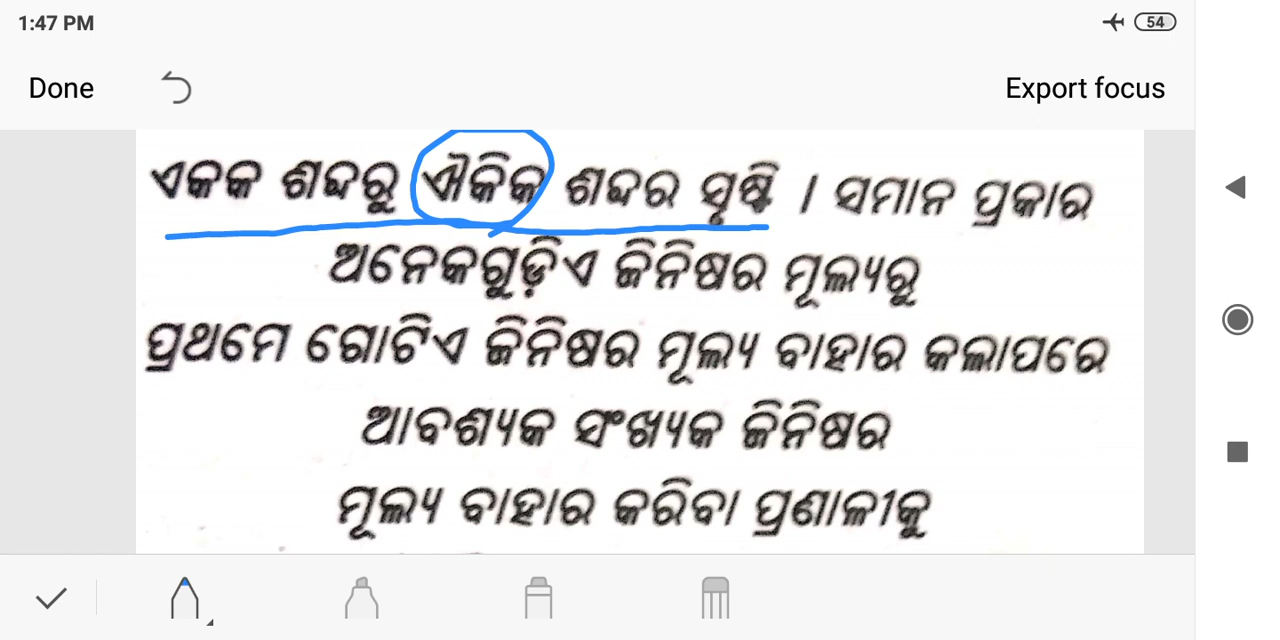 1:47 PM 54
Done Export focus
ଏକକ ଶବ୍ଦରୁ ଐକିକ ଶବ୍ଦର ସୃଷ୍ଟି । ସମାନ ପ୍ରକାର
ଅନେକଗୁଡ଼ିଏ ଜିନିଷର ମୂଲ୍ୟରୁ
ପ୍ରଥମେ ଗୋଟିଏ ଜିନିଷର ମୂଲ୍ୟ ବାହାର କଲାପରେ
ଆବଶ୍ୟକ ସଂଖ୍ୟକ ଜିନିଷର
ମୂଲ୍ୟ ବାହାର କରିବା ପ୍ରଣାଳୀକୁ